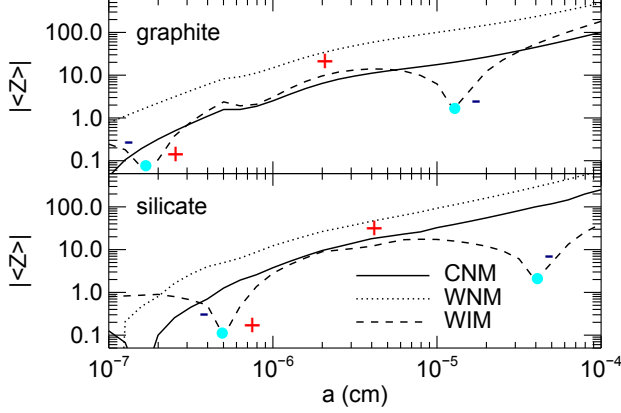 |<Z>|
100.0
10.0
1.0
0.1
graphite
+
-
+
-
|<Z>|
100.0
10.0
1.0
0.1
silicate
+
-
-
+
CNM
WNM
WIM
10⁻⁷
10⁻⁶
10⁻⁵
10⁻⁴
a (cm)